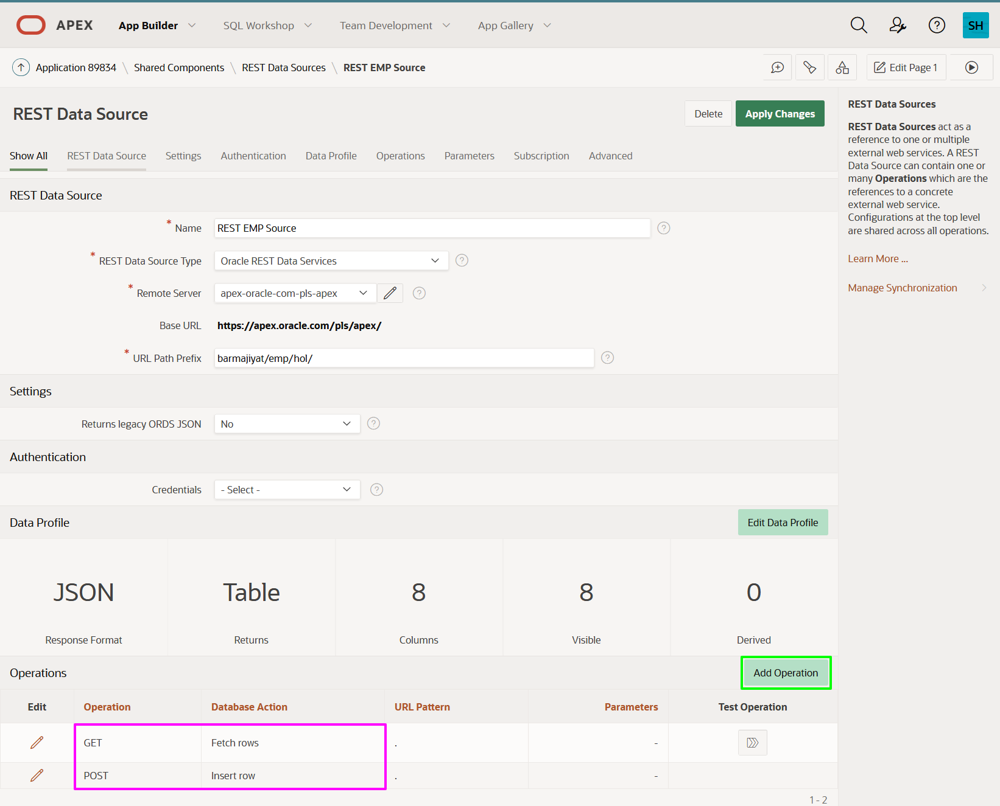 APEX App Builder SQL Workshop Team Development App Gallery SH
Application 89834 \ Shared Components \ REST Data Sources \ REST EMP Source Edit Page 1
REST Data Source Delete Apply Changes
Show All REST Data Source Settings Authentication Data Profile Operations Parameters Subscription Advanced
REST Data Source
* Name REST EMP Source ?
* REST Data Source Type Oracle REST Data Services ?
* Remote Server apex-oracle-com-pls-apex ?
Base URL https://apex.oracle.com/pls/apex/
* URL Path Prefix barmajiyat/emp/hol/ ?
Settings
Returns legacy ORDS JSON No ?
Authentication
Credentials - Select - ?
Data Profile Edit Data Profile
JSON Table 8 8 0
Response Format Returns Columns Visible Derived
Operations Add Operation
Edit Operation Database Action URL Pattern Parameters Test Operation
GET Fetch rows . -
POST Insert row . -
1 - 2
REST Data Sources
REST Data Sources act as a
reference to one or multiple
external web services. A REST
Data Source can contain one or
many Operations which are the
references to a concrete
external web service.
Configurations at the top level
are shared across all operations.
Learn More ...
Manage Synchronization